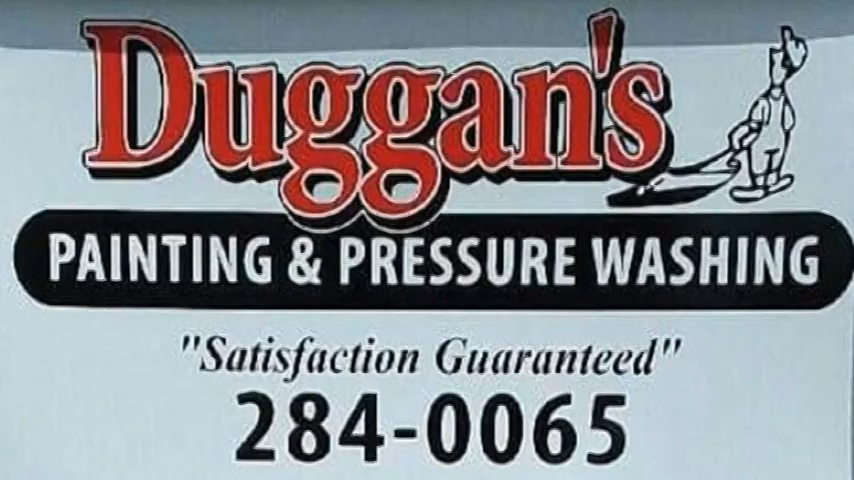 Duggan's
PAINTING & PRESSURE WASHING
"Satisfaction Guaranteed"
284-0065